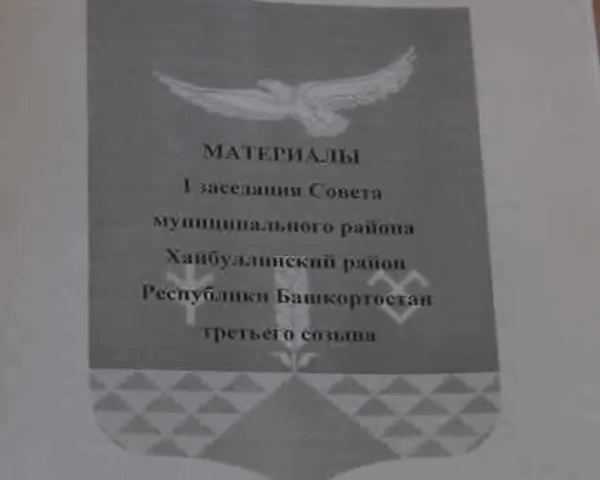 МАТЕРИАЛЫ
I заседания Совета
муниципального района
Хайбуллинский район
Республики Башкортостан
третьего созыва